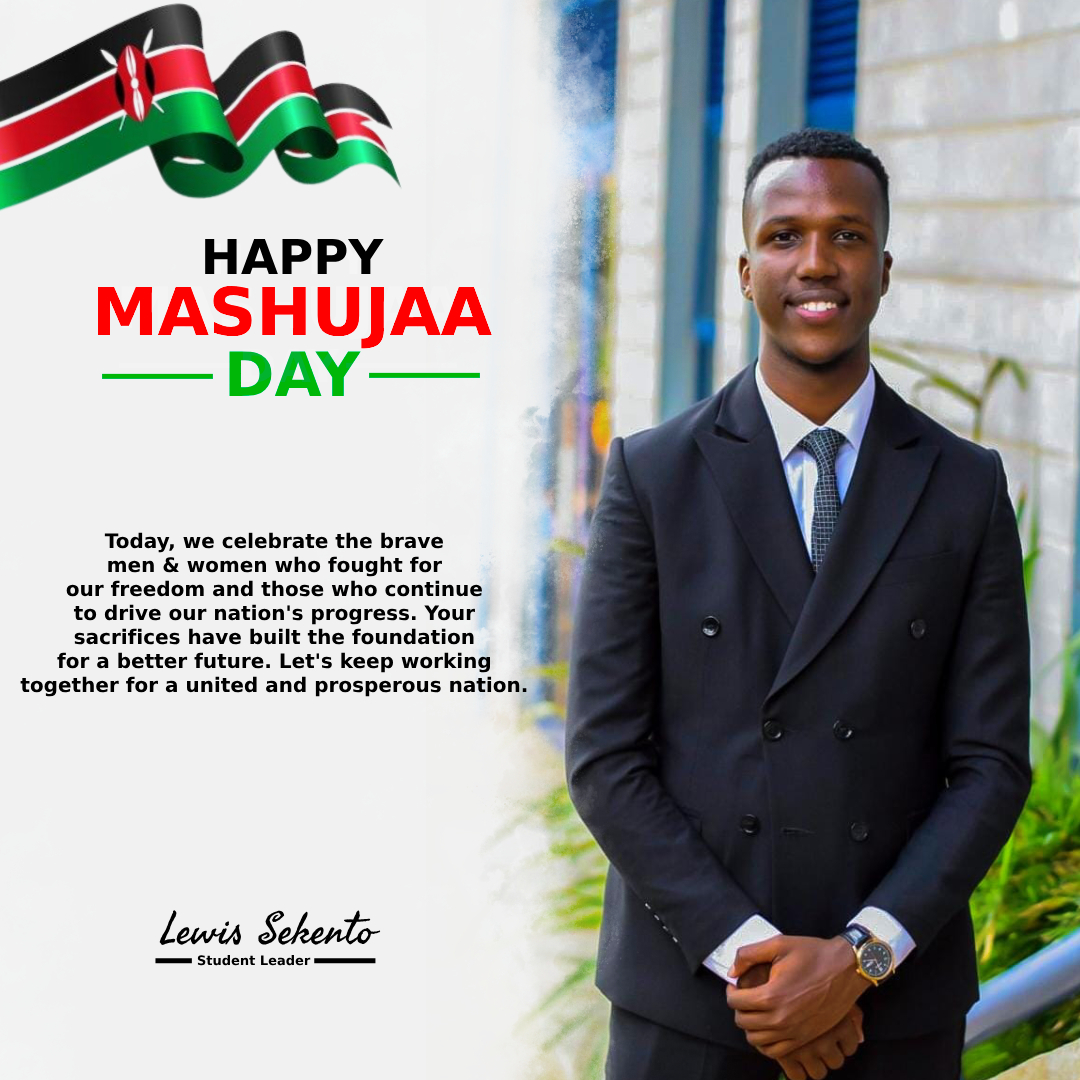 HAPPY
MASHUJAA
DAY
Today, we celebrate the brave
men & women who fought for
our freedom and those who continue
to drive our nation's progress. Your
sacrifices have built the foundation
for a better future. Let's keep working
together for a united and prosperous nation.
Lewis Sekento
Student Leader